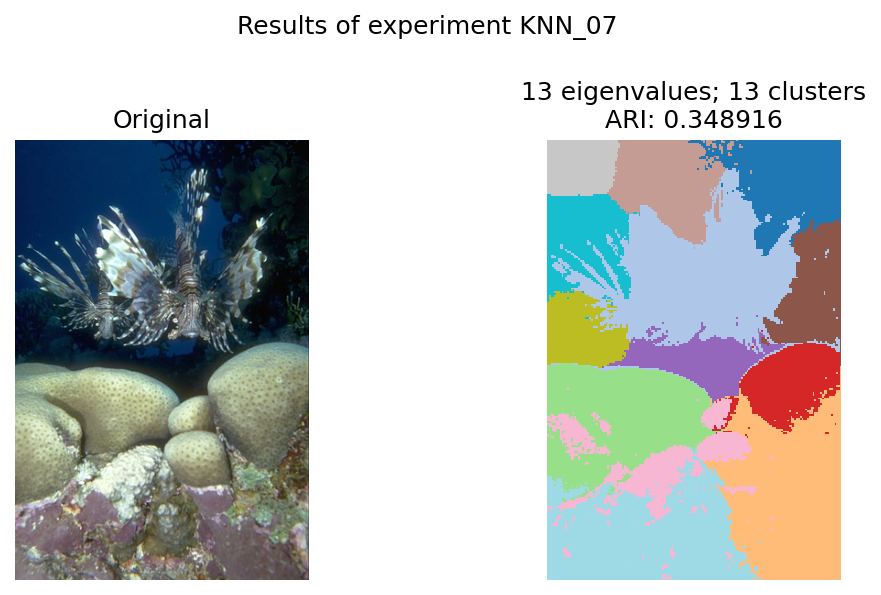 Results of experiment KNN_07
Original
13 eigenvalues; 13 clusters
ARI: 0.348916